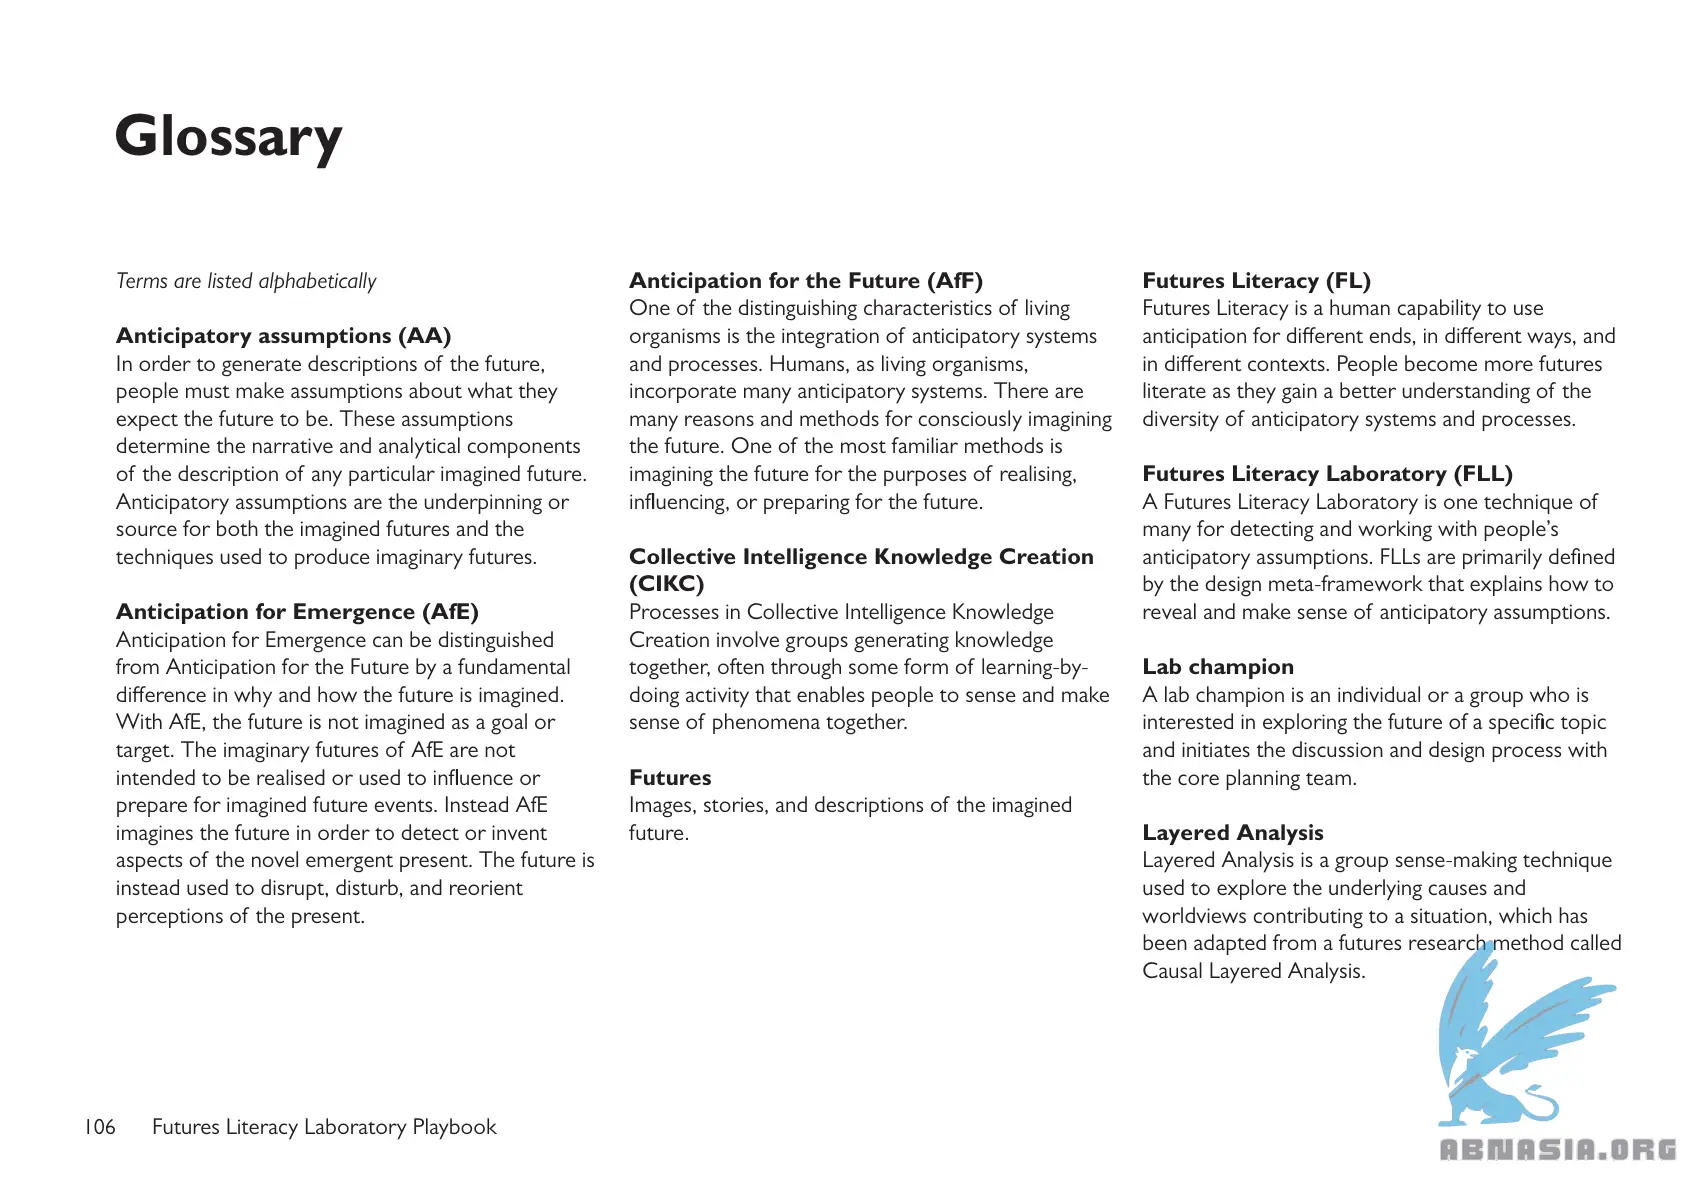 Glossary
Terms are listed alphabetically
Anticipatory assumptions (AA)
In order to generate descriptions of the future,
people must make assumptions about what they
expect the future to be. These assumptions
determine the narrative and analytical components
of the description of any particular imagined future.
Anticipatory assumptions are the underpinning or
source for both the imagined futures and the
techniques used to produce imaginary futures.
Anticipation for Emergence (AfE)
Anticipation for Emergence can be distinguished
from Anticipation for the Future by a fundamental
difference in why and how the future is imagined.
With AfE, the future is not imagined as a goal or
target. The imaginary futures of AfE are not
intended to be realised or used to influence or
prepare for imagined future events. Instead AfE
imagines the future in order to detect or invent
aspects of the novel emergent present. The future is
instead used to disrupt, disturb, and reorient
perceptions of the present.
Anticipation for the Future (AfF)
One of the distinguishing characteristics of living
organisms is the integration of anticipatory systems
and processes. Humans, as living organisms,
incorporate many anticipatory systems. There are
many reasons and methods for consciously imagining
the future. One of the most familiar methods is
imagining the future for the purposes of realising,
influencing, or preparing for the future.
Collective Intelligence Knowledge Creation
(CIKC)
Processes in Collective Intelligence Knowledge
Creation involve groups generating knowledge
together, often through some form of learning-by-
doing activity that enables people to sense and make
sense of phenomena together.
Futures
Images, stories, and descriptions of the imagined
future.
Futures Literacy (FL)
Futures Literacy is a human capability to use
anticipation for different ends, in different ways, and
in different contexts. People become more futures
literate as they gain a better understanding of the
diversity of anticipatory systems and processes.
Futures Literacy Laboratory (FLL)
A Futures Literacy Laboratory is one technique of
many for detecting and working with people’s
anticipatory assumptions. FLLs are primarily defined
by the design meta-framework that explains how to
reveal and make sense of anticipatory assumptions.
Lab champion
A lab champion is an individual or a group who is
interested in exploring the future of a specific topic
and initiates the discussion and design process with
the core planning team.
Layered Analysis
Layered Analysis is a group sense-making technique
used to explore the underlying causes and
worldviews contributing to a situation, which has
been adapted from a futures research method called
Causal Layered Analysis.
106 Futures Literacy Laboratory Playbook
ABNASIA.ORG